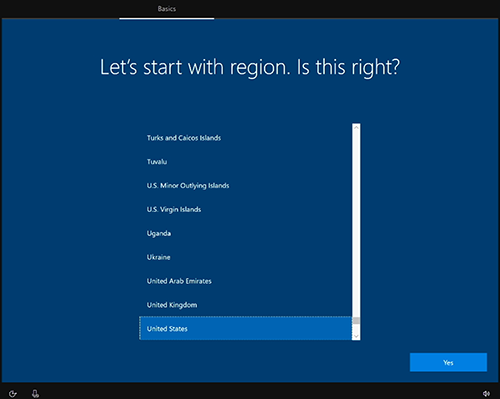 Basics
Let's start with region. Is this right?
Turks and Caicos Islands
Tuvalu
U.S. Minor Outlying Islands
U.S. Virgin Islands
Uganda
Ukraine
United Arab Emirates
United Kingdom
United States
Yes